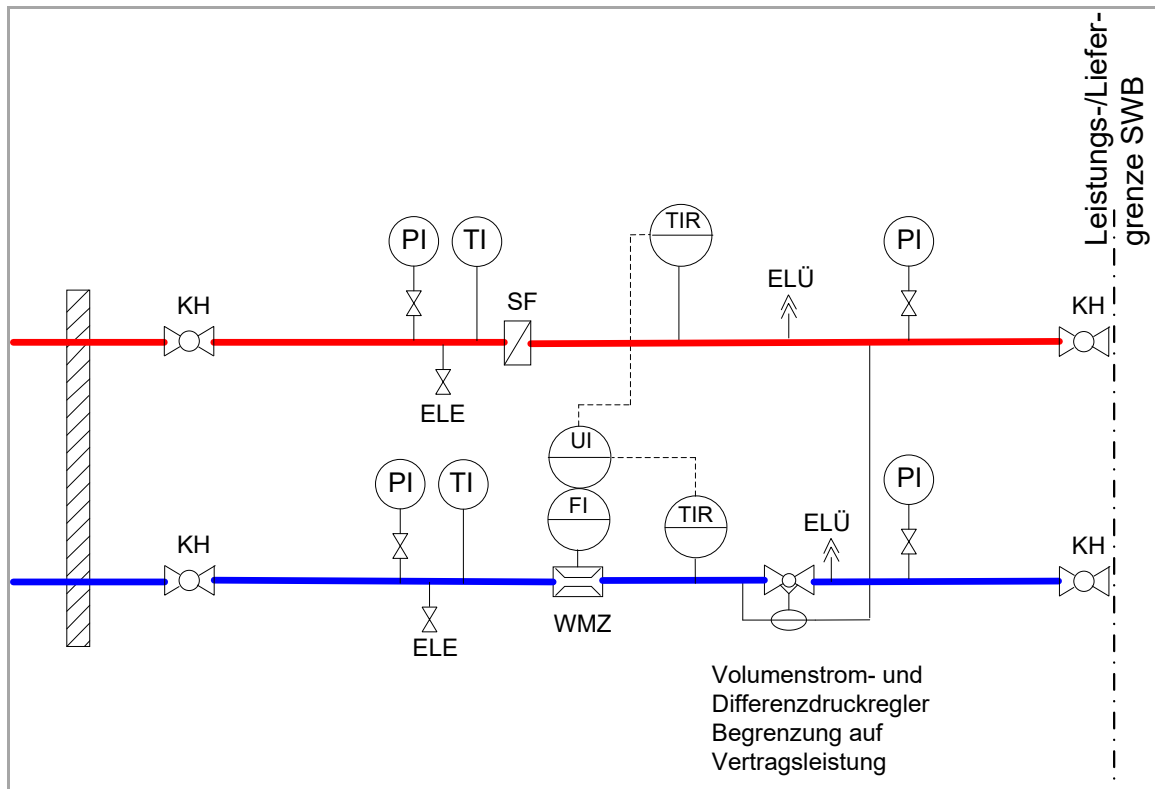 Leistungs-/Liefer-
grenze SWB
PI
TI
TIR
PI
KH
SF
ELÜ
KH
ELE
UI
PI
TI
FI
TIR
ELÜ
PI
KH
KH
ELE
WMZ
Volumenstrom- und
Differenzdruckregler
Begrenzung auf
Vertragsleistung